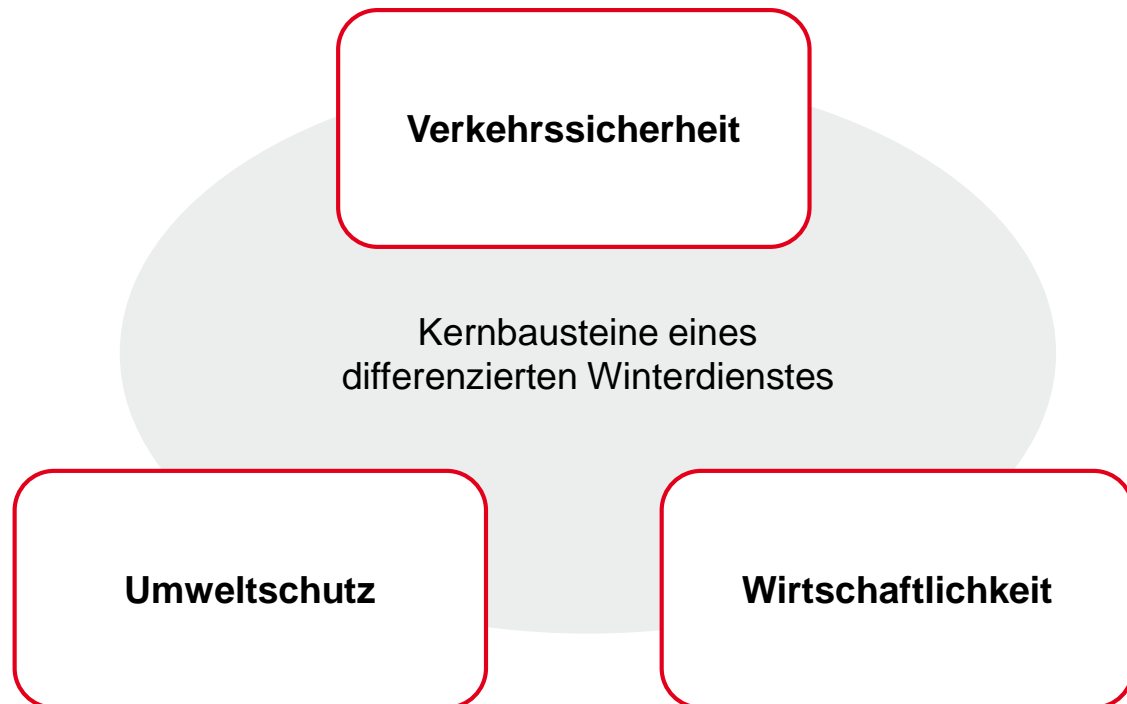 Verkehrssicherheit
Kernbausteine eines
differenzierten Winterdienstes
Umweltschutz
Wirtschaftlichkeit